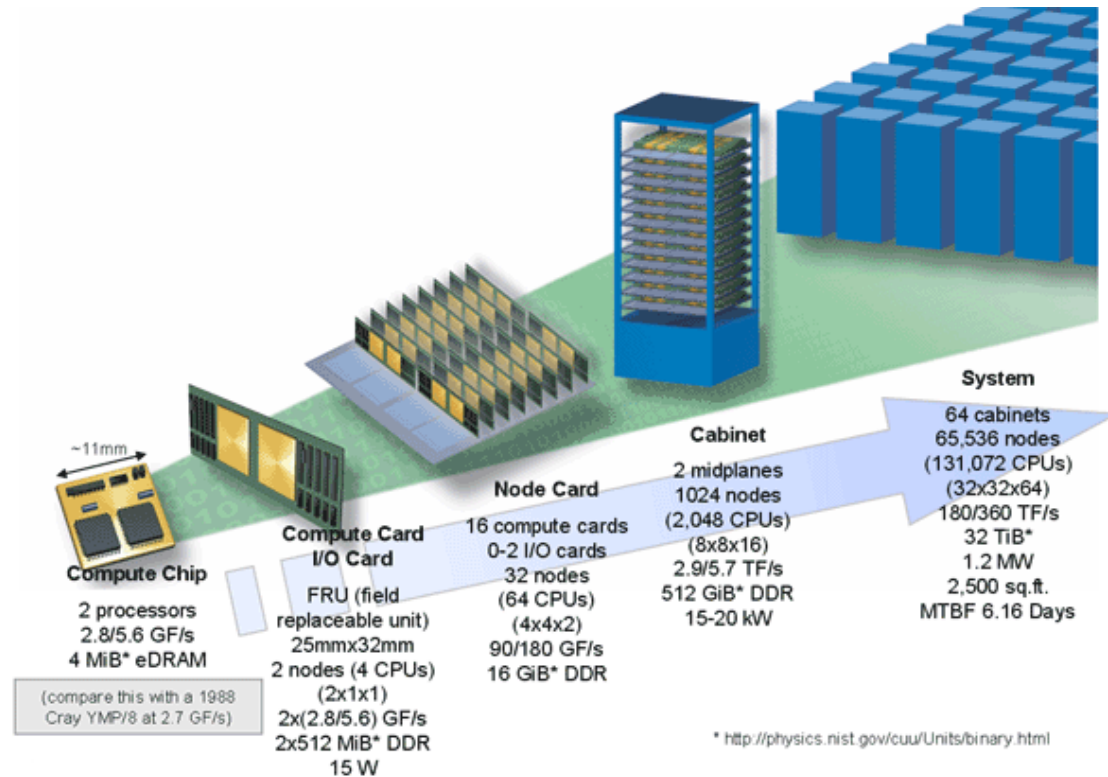 ~11mm
Compute Chip
2 processors
2.8/5.6 GF/s
4 MiB* eDRAM
(compare this with a 1988
Cray YMP/8 at 2.7 GF/s)
Compute Card
I/O Card
FRU (field
replaceable unit)
25mmx32mm
2 nodes (4 CPUs)
(2x1x1)
2x(2.8/5.6) GF/s
2x512 MiB* DDR
15 W
Node Card
16 compute cards
0-2 I/O cards
32 nodes
(64 CPUs)
(4x4x2)
90/180 GF/s
16 GiB* DDR
Cabinet
2 midplanes
1024 nodes
(2,048 CPUs)
(8x8x16)
2.9/5.7 TF/s
512 GiB* DDR
15-20 kW
System
64 cabinets
65,536 nodes
(131,072 CPUs)
(32x32x64)
180/360 TF/s
32 TiB*
1.2 MW
2,500 sq.ft.
MTBF 6.16 Days
* http://physics.nist.gov/cuu/Units/binary.html